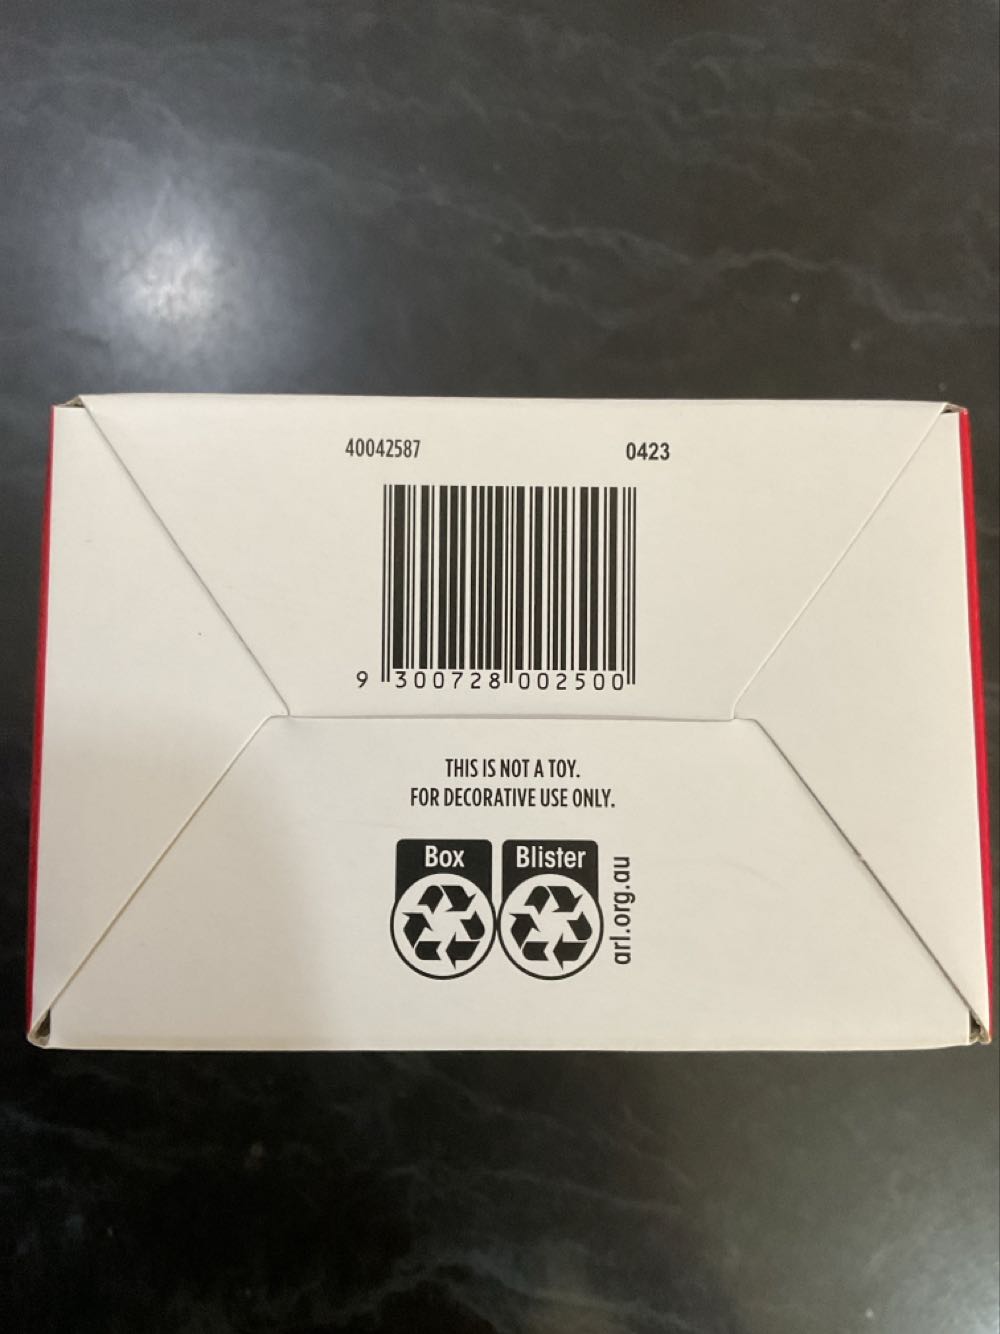 40042587 0423
9 300728 002500
THIS IS NOT A TOY.
FOR DECORATIVE USE ONLY.
Box Blister
arl.org.au